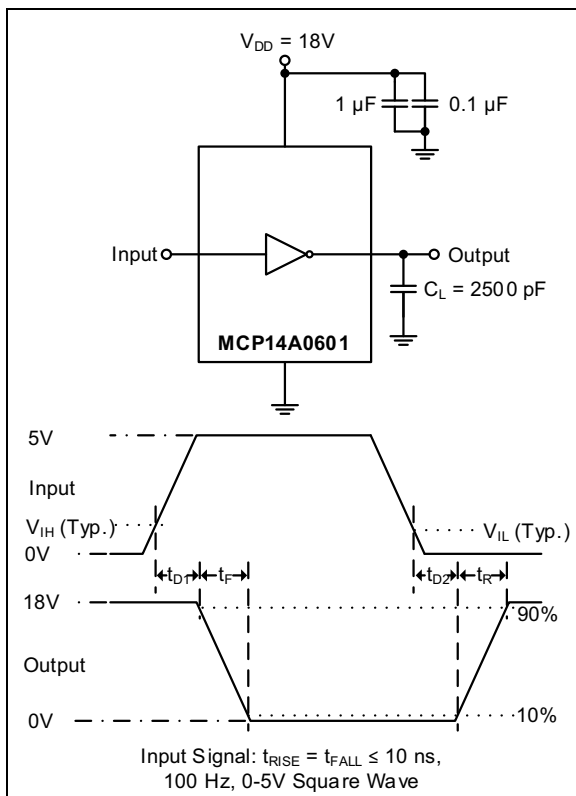 V_DD = 18V
1 µF 0.1 µF
Input Output
C_L = 2500 pF
MCP14A0601
5V
Input
V_IH (Typ.) V_IL (Typ.)
0V
t_D1 t_F t_D2 t_R
18V 90%
Output
0V 10%
Input Signal: t_RISE = t_FALL ≤ 10 ns,
100 Hz, 0-5V Square Wave